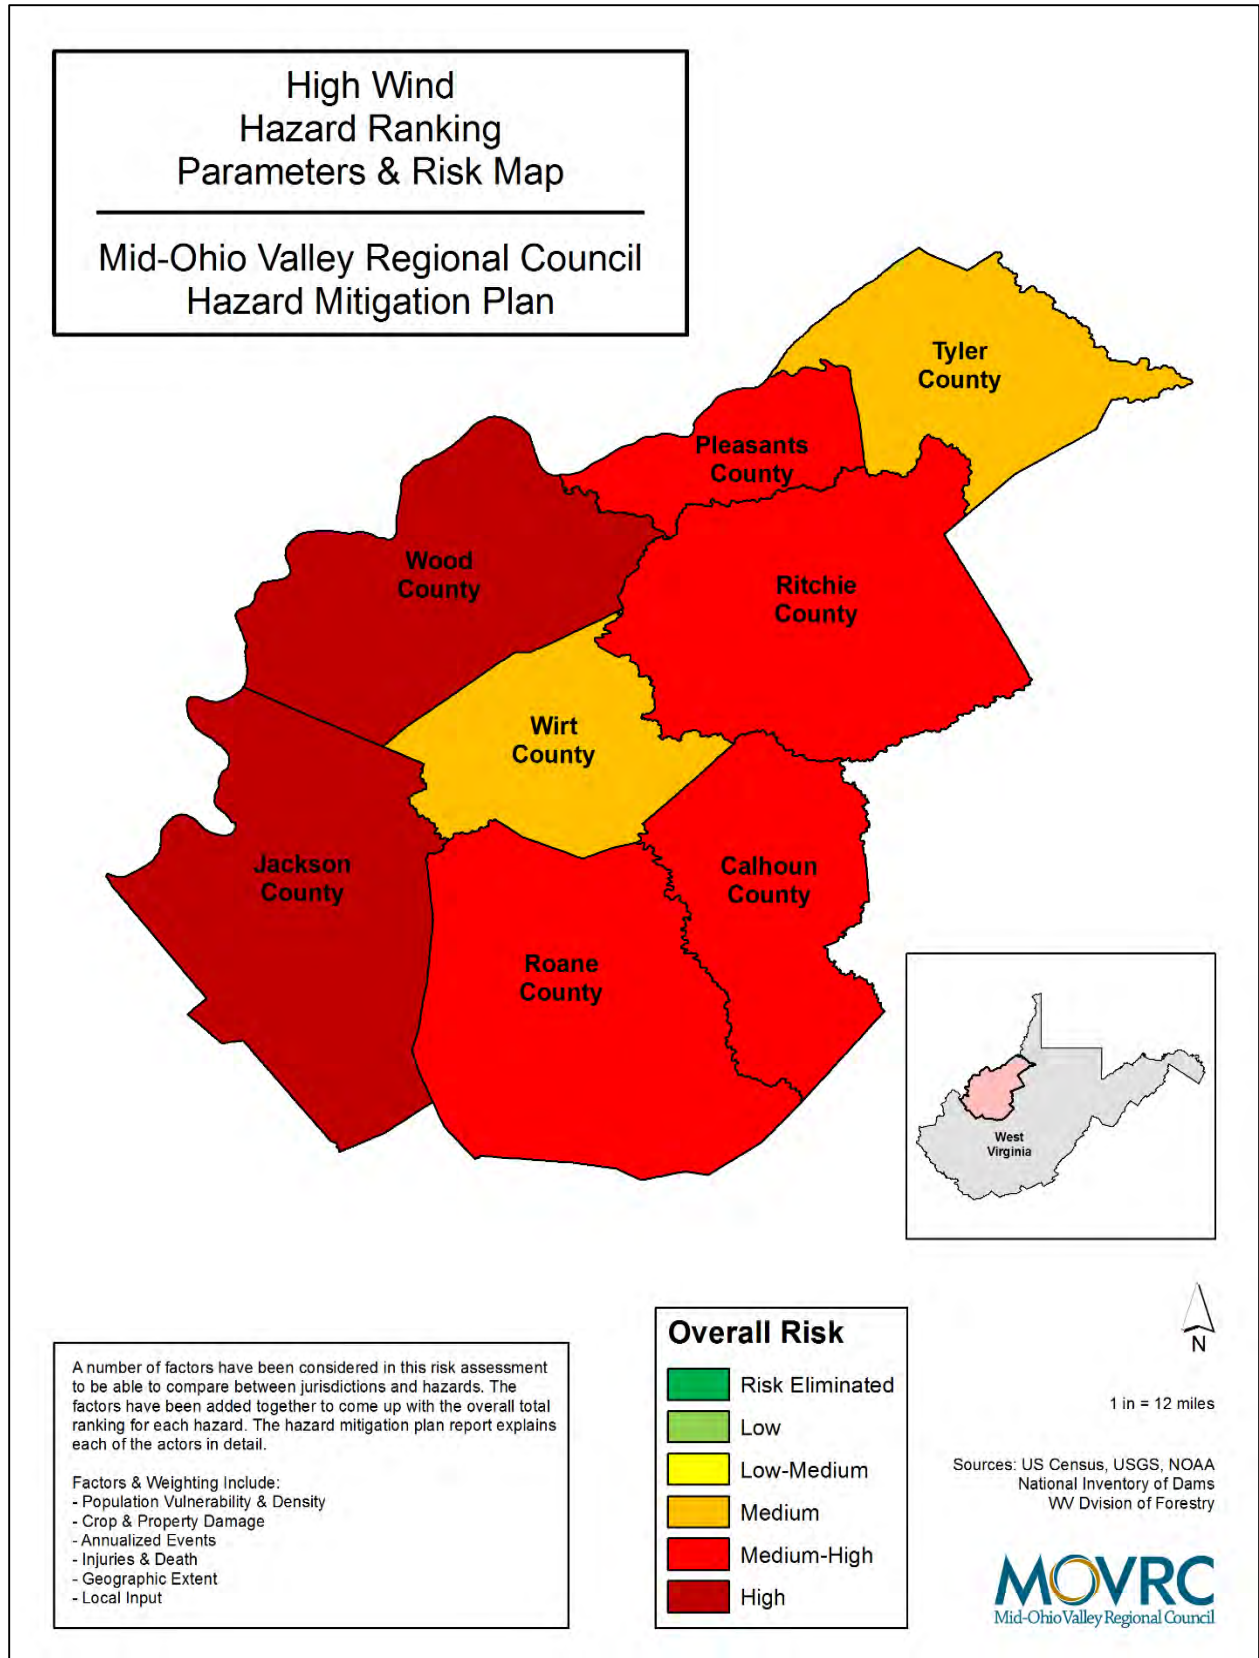 High Wind
Hazard Ranking
Parameters & Risk Map
Mid-Ohio Valley Regional Council
Hazard Mitigation Plan
Tyler
County
Pleasants
County
Wood
County
Ritchie
County
Wirt
County
Jackson
County
Calhoun
County
Roane
County
West
Virginia
A number of factors have been considered in this risk assessment
to be able to compare between jurisdictions and hazards. The
factors have been added together to come up with the overall total
ranking for each hazard. The hazard mitigation plan report explains
each of the actors in detail.
Factors & Weighting Include:
- Population Vulnerability & Density
- Crop & Property Damage
- Annualized Events
- Injuries & Death
- Geographic Extent
- Local Input
Overall Risk
Risk Eliminated
Low
Low-Medium
Medium
Medium-High
High
N
1 in = 12 miles
Sources: US Census, USGS, NOAA
National Inventory of Dams
WV Division of Forestry
MOVRC
Mid-Ohio Valley Regional Council